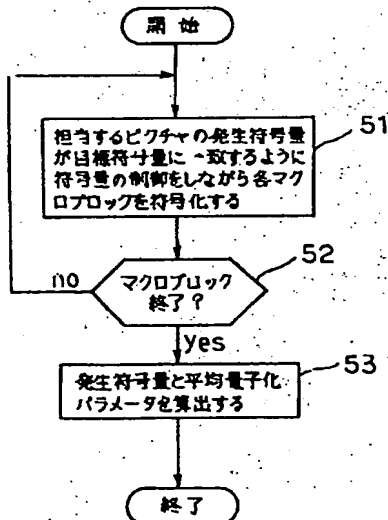 開始
担当するピクチャの発生符号量
が目標符号量に一致するように
符号量の制御をしながら各マク
ロブロックを符号化する
51
マクロブロック
終了?
52
no
yes
発生符号量と平均量子化
パラメータを算出する
53
終了